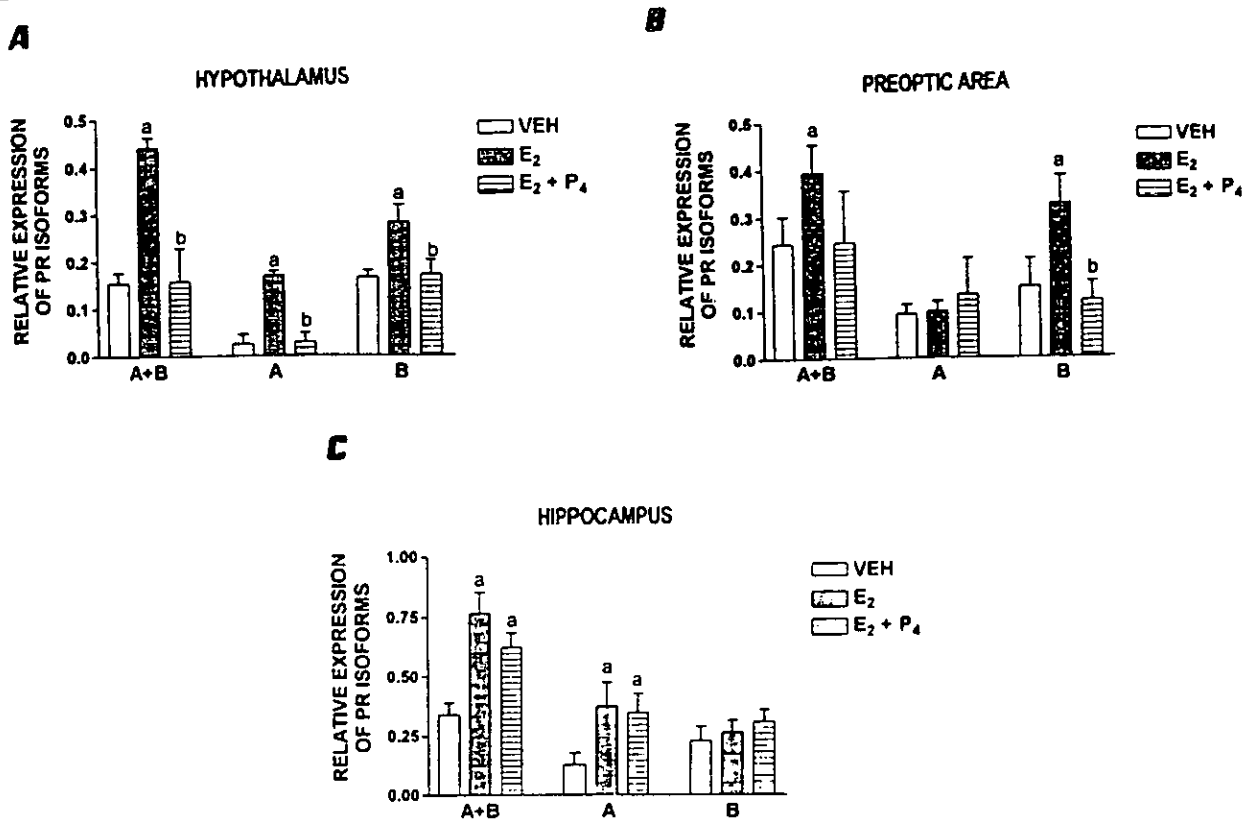 A
HYPOTHALAMUS
RELATIVE EXPRESSION
OF PR ISOFORMS
0.5
0.4
0.3
0.2
0.1
0.0
a
b
a
b
a
b
A+B
A
B
VEH
E₂
E₂ + P₄
B
PREOPTIC AREA
RELATIVE EXPRESSION
OF PR ISOFORMS
0.5
0.4
0.3
0.2
0.1
0.0
a
a
b
A+B
A
B
VEH
E₂
E₂ + P₄
C
HIPPOCAMPUS
RELATIVE EXPRESSION
OF PR ISOFORMS
1.00
0.75
0.50
0.25
0.00
a
a
a
a
A+B
A
B
VEH
E₂
E₂ + P₄